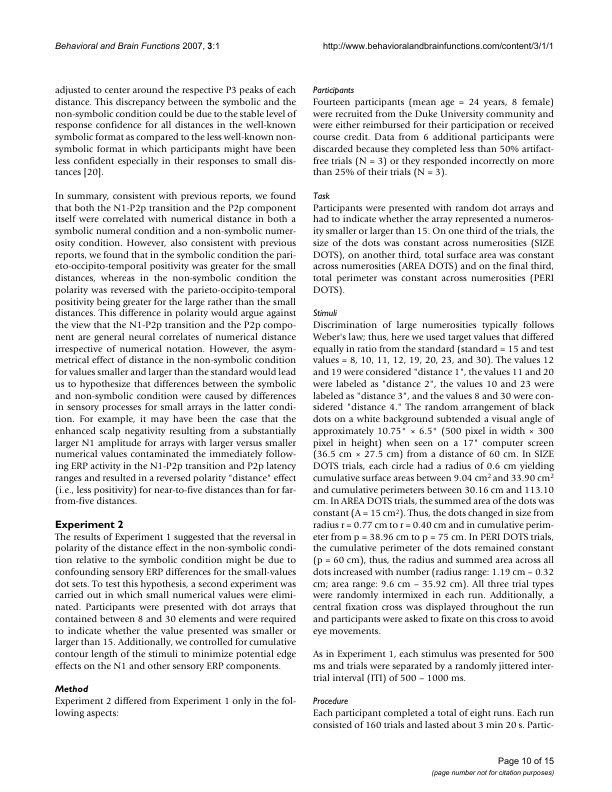 Behavioral and Brain Functions 2007, 3:1
http://www.behavioralandbrainfunctions.com/content/3/1/1
adjusted to center around the respective P3 peaks of each
distance. This discrepancy between the symbolic and the
non-symbolic condition could be due to the stable level of
response confidence for all distances in the well-known
symbolic format as compared to the less well-known non-
symbolic format in which participants might have been
less confident especially in their responses to small dis-
tances [20].
In summary, consistent with previous reports, we found
that both the N1-P2p transition and the P2p component
itself were correlated with numerical distance in both a
symbolic numeral condition and a non-symbolic numer-
osity condition. However, also consistent with previous
reports, we found that in the symbolic condition the pari-
eto-occipito-temporal positivity was greater for the small
distances, whereas in the non-symbolic condition the
polarity was reversed with the parieto-occipito-temporal
positivity being greater for the large rather than the small
distances. This difference in polarity would argue against
the view that the N1-P2p transition and the P2p compo-
nent are general neural correlates of numerical distance
irrespective of numerical notation. However, the asym-
metrical effect of distance in the non-symbolic condition
for values smaller and larger than the standard would lead
us to hypothesize that differences between the symbolic
and non-symbolic condition were caused by differences
in sensory processes for small arrays in the latter condi-
tion. For example, it may have been the case that the
enhanced scalp negativity resulting from a substantially
larger N1 amplitude for arrays with larger versus smaller
numerical values contaminated the immediately follow-
ing ERP activity in the N1-P2p transition and P2p latency
ranges and resulted in a reversed polarity "distance" effect
(i.e., less positivity) for near-to-five distances than for far-
from-five distances.
Experiment 2
The results of Experiment 1 suggested that the reversal in
polarity of the distance effect in the non-symbolic condi-
tion relative to the symbolic condition might be due to
confounding sensory ERP differences for the small-values
dot sets. To test this hypothesis, a second experiment was
carried out in which small numerical values were elimi-
nated. Participants were presented with dot arrays that
contained between 8 and 30 elements and were required
to indicate whether the value presented was smaller or
larger than 15. Additionally, we controlled for cumulative
contour length of the stimuli to minimize potential edge
effects on the N1 and other sensory ERP components.
Method
Experiment 2 differed from Experiment 1 only in the fol-
lowing aspects:
Participants
Fourteen participants (mean age = 24 years, 8 female)
were recruited from the Duke University community and
were either reimbursed for their participation or received
course credit. Data from 6 additional participants were
discarded because they completed less than 50% artifact-
free trials (N = 3) or they responded incorrectly on more
than 25% of their trials (N = 3).
Task
Participants were presented with random dot arrays and
had to indicate whether the array represented a numeros-
ity smaller or larger than 15. On one third of the trials, the
size of the dots was constant across numerosities (SIZE
DOTS), on another third, total surface area was constant
across numerosities (AREA DOTS) and on the final third,
total perimeter was constant across numerosities (PERI
DOTS).
Stimuli
Discrimination of large numerosities typically follows
Weber's law; thus, here we used target values that differed
equally in ratio from the standard (standard = 15 and test
values = 8, 10, 11, 12, 19, 20, 23, and 30). The values 12
and 19 were considered "distance 1", the values 11 and 20
were labeled as "distance 2", the values 10 and 23 were
labeled as "distance 3", and the values 8 and 30 were con-
sidered "distance 4." The random arrangement of black
dots on a white background subtended a visual angle of
approximately 10.75° × 6.5° (500 pixel in width × 300
pixel in height) when seen on a 17" computer screen
(36.5 cm × 27.5 cm) from a distance of 60 cm. In SIZE
DOTS trials, each circle had a radius of 0.6 cm yielding
cumulative surface areas between 9.04 cm² and 33.90 cm²
and cumulative perimeters between 30.16 cm and 113.10
cm. In AREA DOTS trials, the summed area of the dots was
constant (A = 15 cm²). Thus, the dots changed in size from
radius r = 0.77 cm to r = 0.40 cm and in cumulative perim-
eter from p = 38.96 cm to p = 75 cm. In PERI DOTS trials,
the cumulative perimeter of the dots remained constant
(p = 60 cm), thus, the radius and summed area across all
dots increased with number (radius range: 1.19 cm – 0.32
cm; area range: 9.6 cm – 35.92 cm). All three trial types
were randomly intermixed in each run. Additionally, a
central fixation cross was displayed throughout the run
and participants were asked to fixate on this cross to avoid
eye movements.
As in Experiment 1, each stimulus was presented for 500
ms and trials were separated by a randomly jittered inter-
trial interval (ITI) of 500 – 1000 ms.
Procedure
Each participant completed a total of eight runs. Each run
consisted of 160 trials and lasted about 3 min 20 s. Partic-
Page 10 of 15
(page number not for citation purposes)